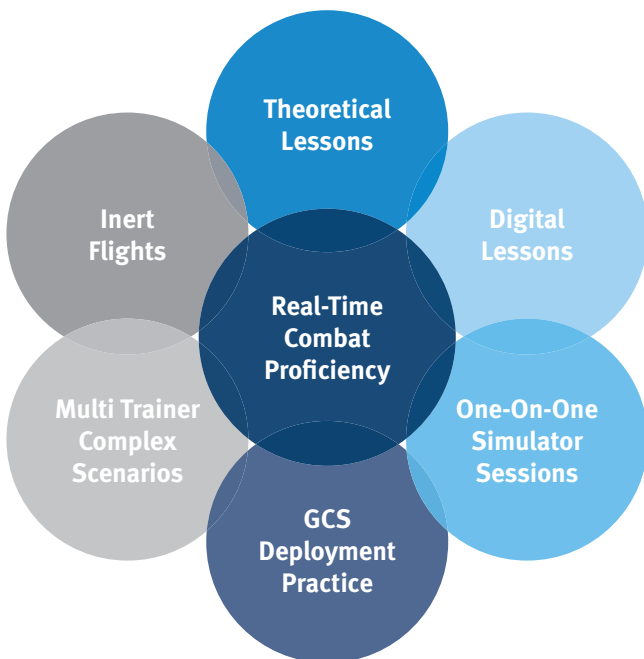 Theoretical
Lessons
Inert
Flights
Digital
Lessons
Real-Time
Combat
Proficiency
Multi Trainer
Complex
Scenarios
One-On-One
Simulator
Sessions
GCS
Deployment
Practice